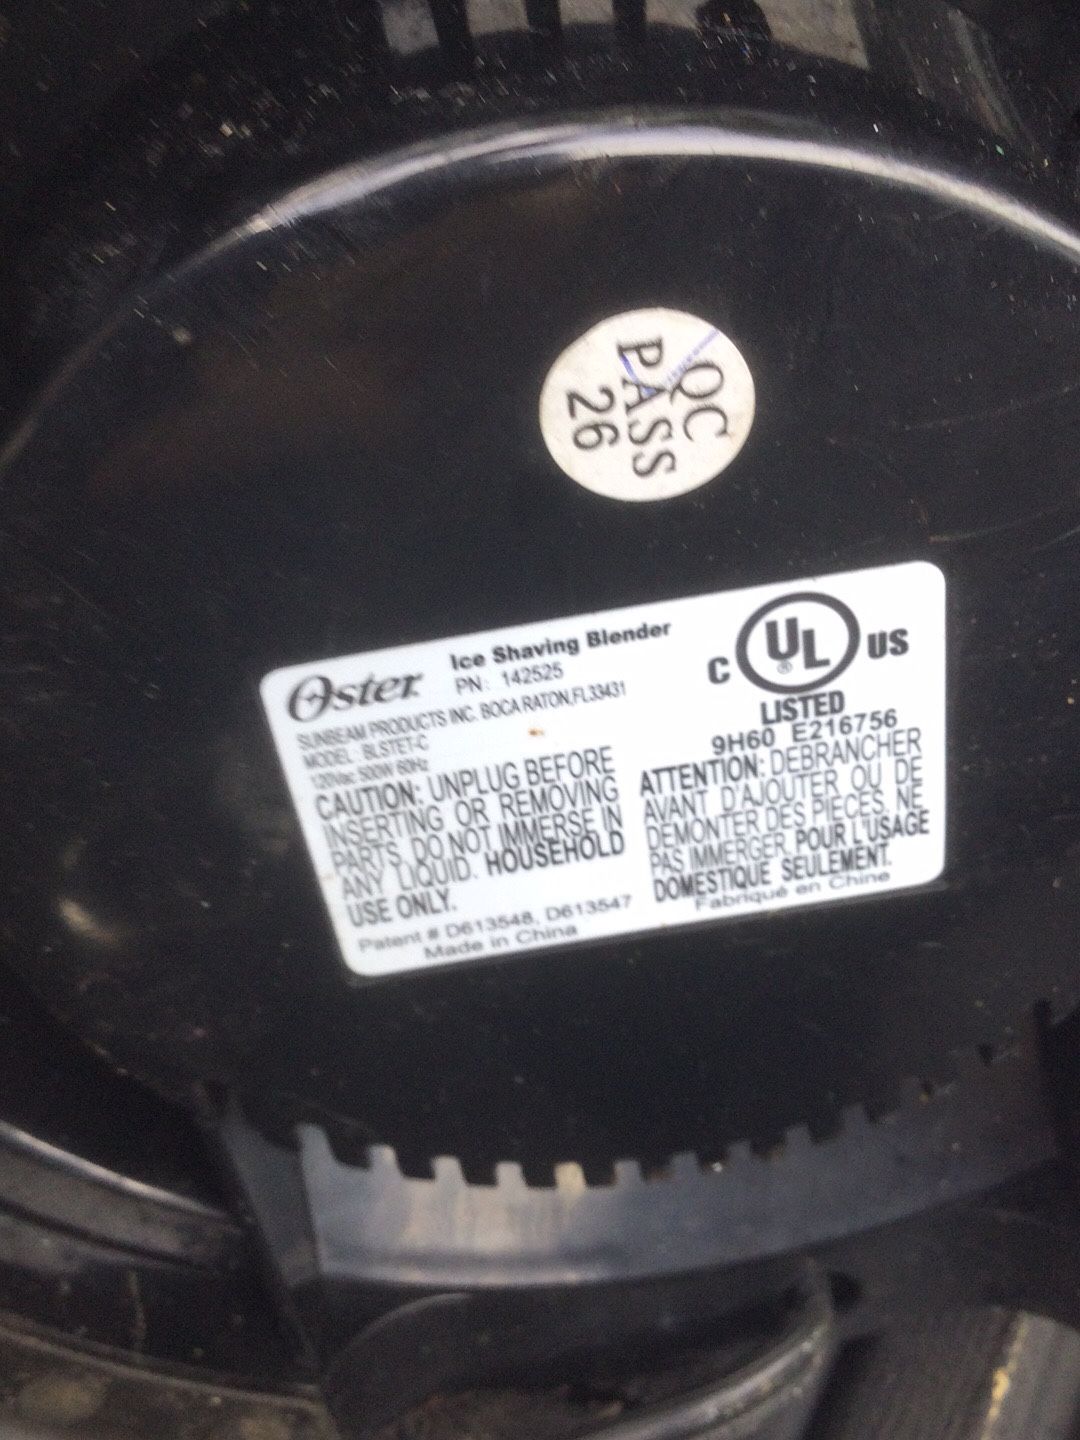 QC
PASS
26
Oster
Ice Shaving Blender
PN: 142525
SUNBEAM PRODUCTS INC. BOCA RATON, FL 33431
MODEL: BLSTET-C
120Vac 500W 60Hz
CAUTION: UNPLUG BEFORE
INSERTING OR REMOVING
PARTS. DO NOT IMMERSE IN
ANY LIQUID. HOUSEHOLD
USE ONLY.
Patent # D613548, D613547
Made in China
C UL® US
LISTED
9H60 E216756
ATTENTION: DEBRANCHER
AVANT D'AJOUTER OU DE
DEMONTER DES PIECES. NE
PAS IMMERGER. POUR L'USAGE
DOMESTIQUE SEULEMENT.
Fabriqué en Chine